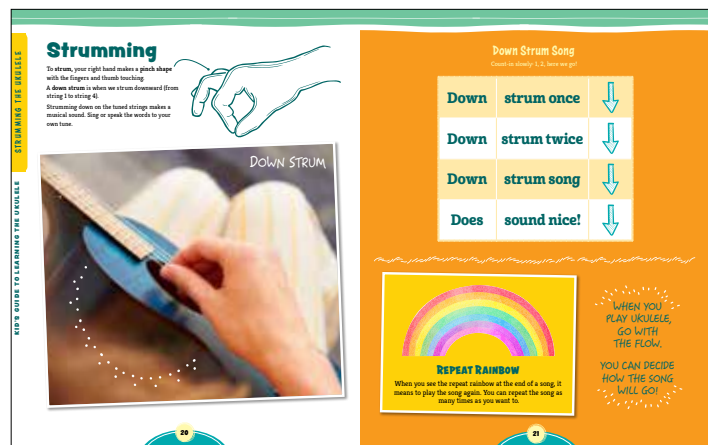 STRUMMING THE UKULELE
KID'S GUIDE TO LEARNING THE UKULELE
Strumming
To strum, your right hand makes a pinch shape
with the fingers and thumb touching.
A down strum is when we strum downward (from
string 1 to string 4).
Strumming down on the tuned strings makes a
musical sound. Sing or speak the words to your
own tune.
DOWN STRUM
20
Down Strum Song
Count-in slowly: 1, 2, here we go!
Down strum once
Down strum twice
Down strum song
Does sound nice!
REPEAT RAINBOW
When you see the repeat rainbow at the end of a song, it
means to play the song again. You can repeat the song as
many times as you want to.
WHEN YOU
PLAY UKULELE,
GO WITH
THE FLOW.
YOU CAN DECIDE
HOW THE SONG
WILL GO!
21